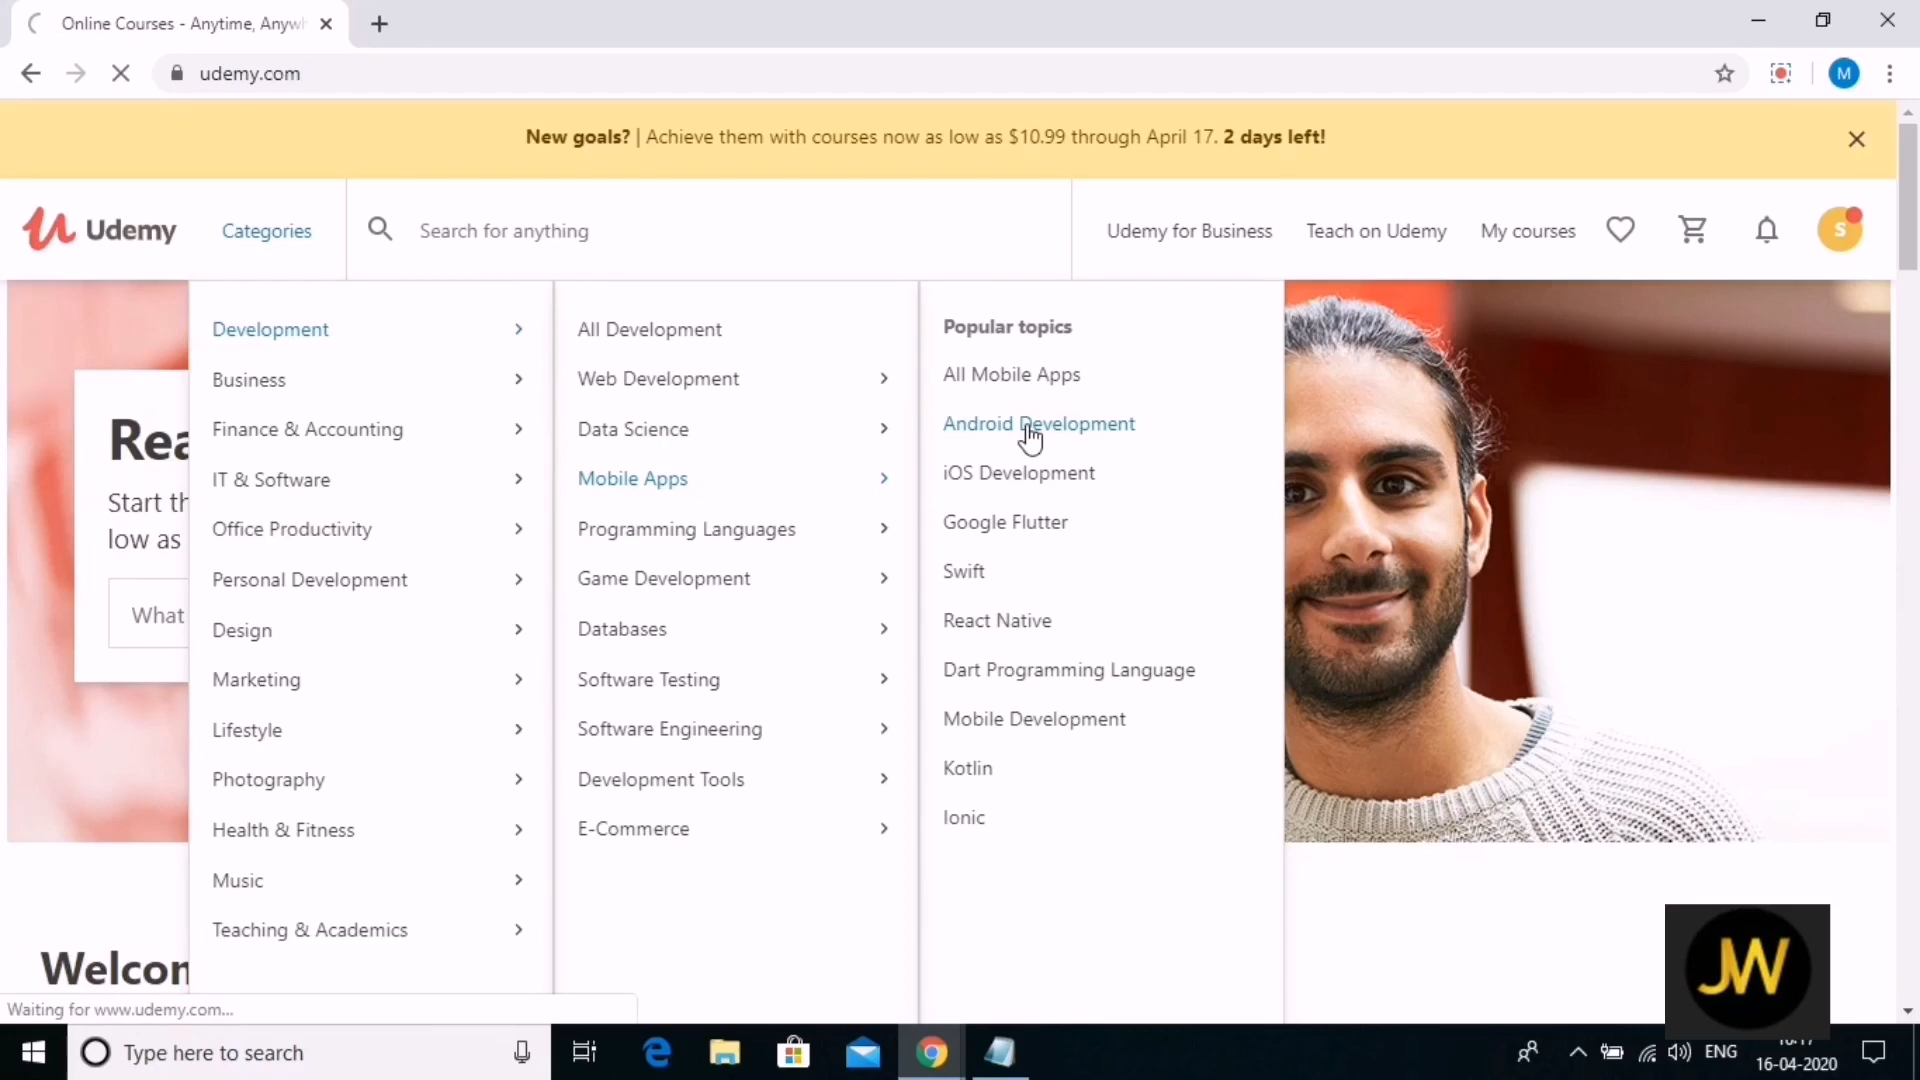 Online Courses - Anytime, Anywh
udemy.com
M
New goals? | Achieve them with courses now as low as $10.99 through April 17. 2 days left!
Udemy
Categories
Search for anything
Udemy for Business
Teach on Udemy
My courses
S
Development
Business
Finance & Accounting
IT & Software
Office Productivity
Personal Development
Design
Marketing
Lifestyle
Photography
Health & Fitness
Music
Teaching & Academics
All Development
Web Development
Data Science
Mobile Apps
Programming Languages
Game Development
Databases
Software Testing
Software Engineering
Development Tools
E-Commerce
Popular topics
All Mobile Apps
Android Development
iOS Development
Google Flutter
Swift
React Native
Dart Programming Language
Mobile Development
Kotlin
Ionic
Rea
Start th
low as
What
Welcom
JW
Waiting for www.udemy.com...
Type here to search
ENG
16-04-2020